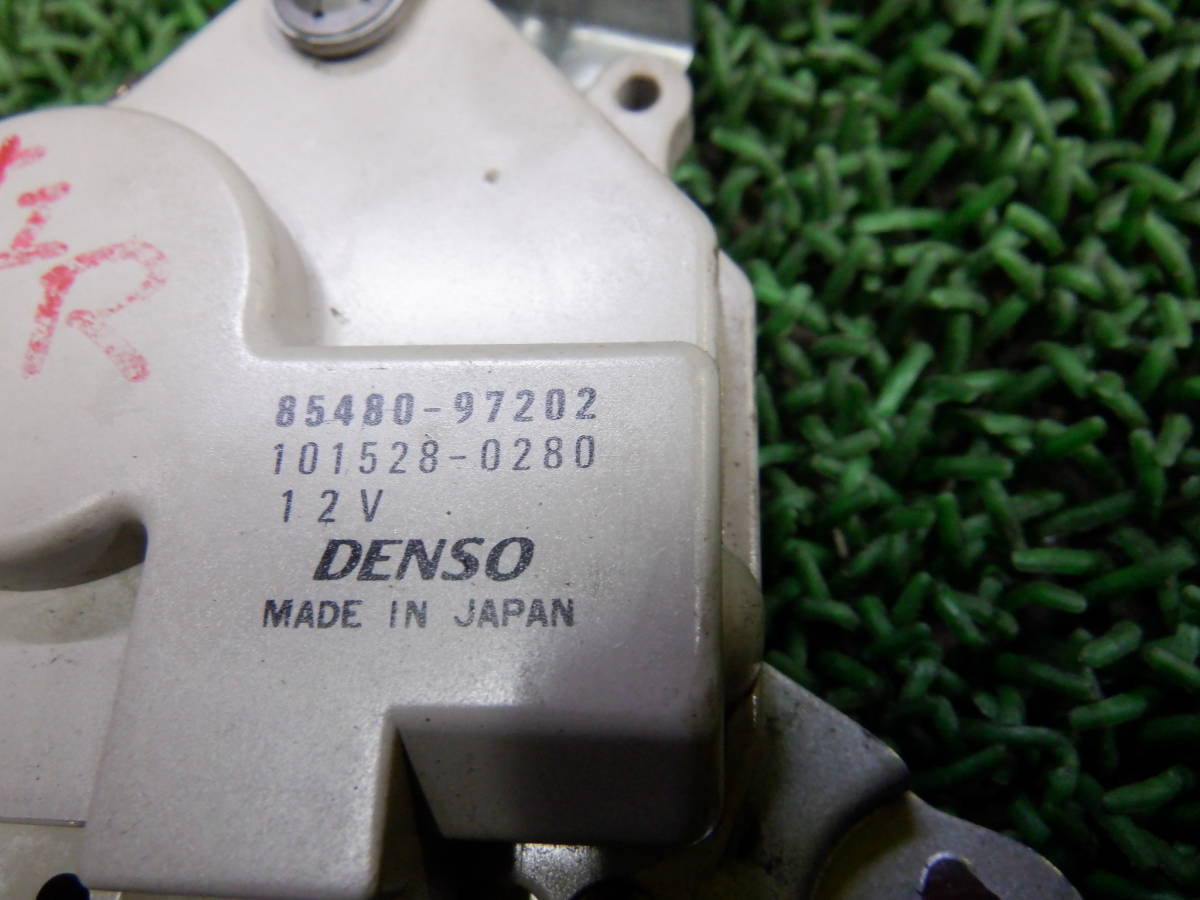 R
85480-97202
101528-0280
12V
DENSO
MADE IN JAPAN